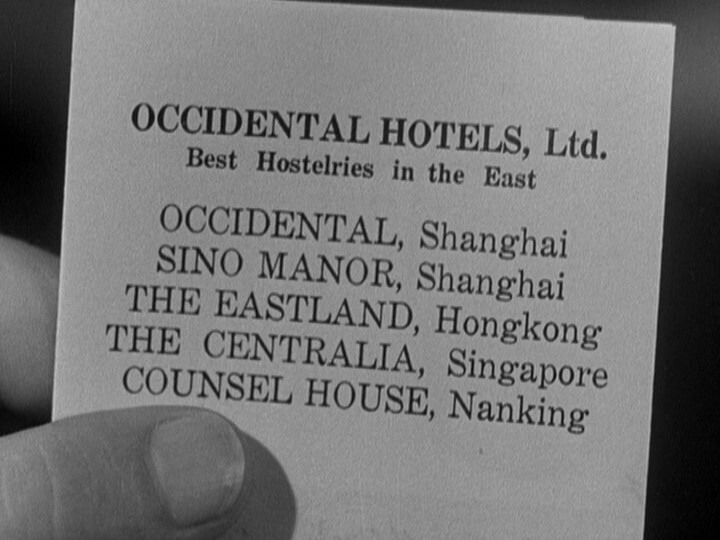 OCCIDENTAL HOTELS, Ltd.
Best Hostelries in the East
OCCIDENTAL, Shanghai
SINO MANOR, Shanghai
THE EASTLAND, Hongkong
THE CENTRALIA, Singapore
COUNSEL HOUSE, Nanking